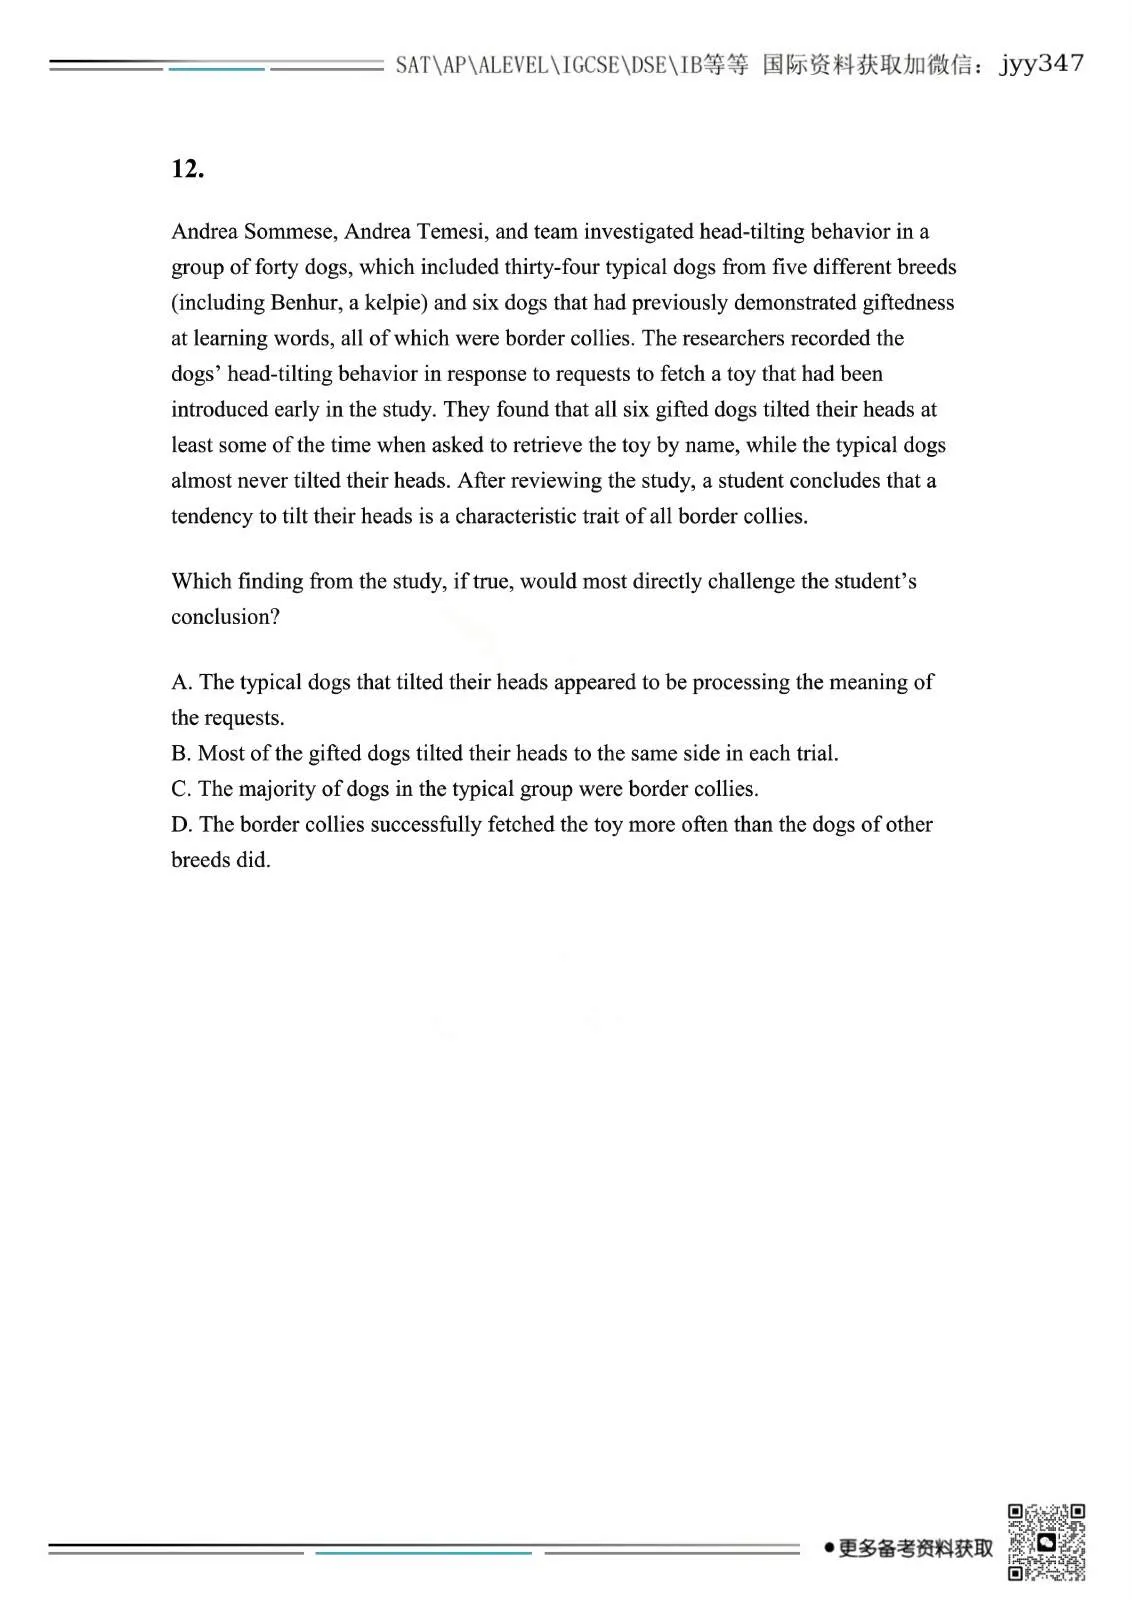 SAT\AP\ALEVEL\IGCSE\DSE\IB等等 国际资料获取加微信: jyy347
12.
Andrea Sommese, Andrea Temesi, and team investigated head-tilting behavior in a
group of forty dogs, which included thirty-four typical dogs from five different breeds
(including Benhur, a kelpie) and six dogs that had previously demonstrated giftedness
at learning words, all of which were border collies. The researchers recorded the
dogs’ head-tilting behavior in response to requests to fetch a toy that had been
introduced early in the study. They found that all six gifted dogs tilted their heads at
least some of the time when asked to retrieve the toy by name, while the typical dogs
almost never tilted their heads. After reviewing the study, a student concludes that a
tendency to tilt their heads is a characteristic trait of all border collies.
Which finding from the study, if true, would most directly challenge the student’s
conclusion?
A. The typical dogs that tilted their heads appeared to be processing the meaning of
the requests.
B. Most of the gifted dogs tilted their heads to the same side in each trial.
C. The majority of dogs in the typical group were border collies.
D. The border collies successfully fetched the toy more often than the dogs of other
breeds did.
●更多备考资料获取